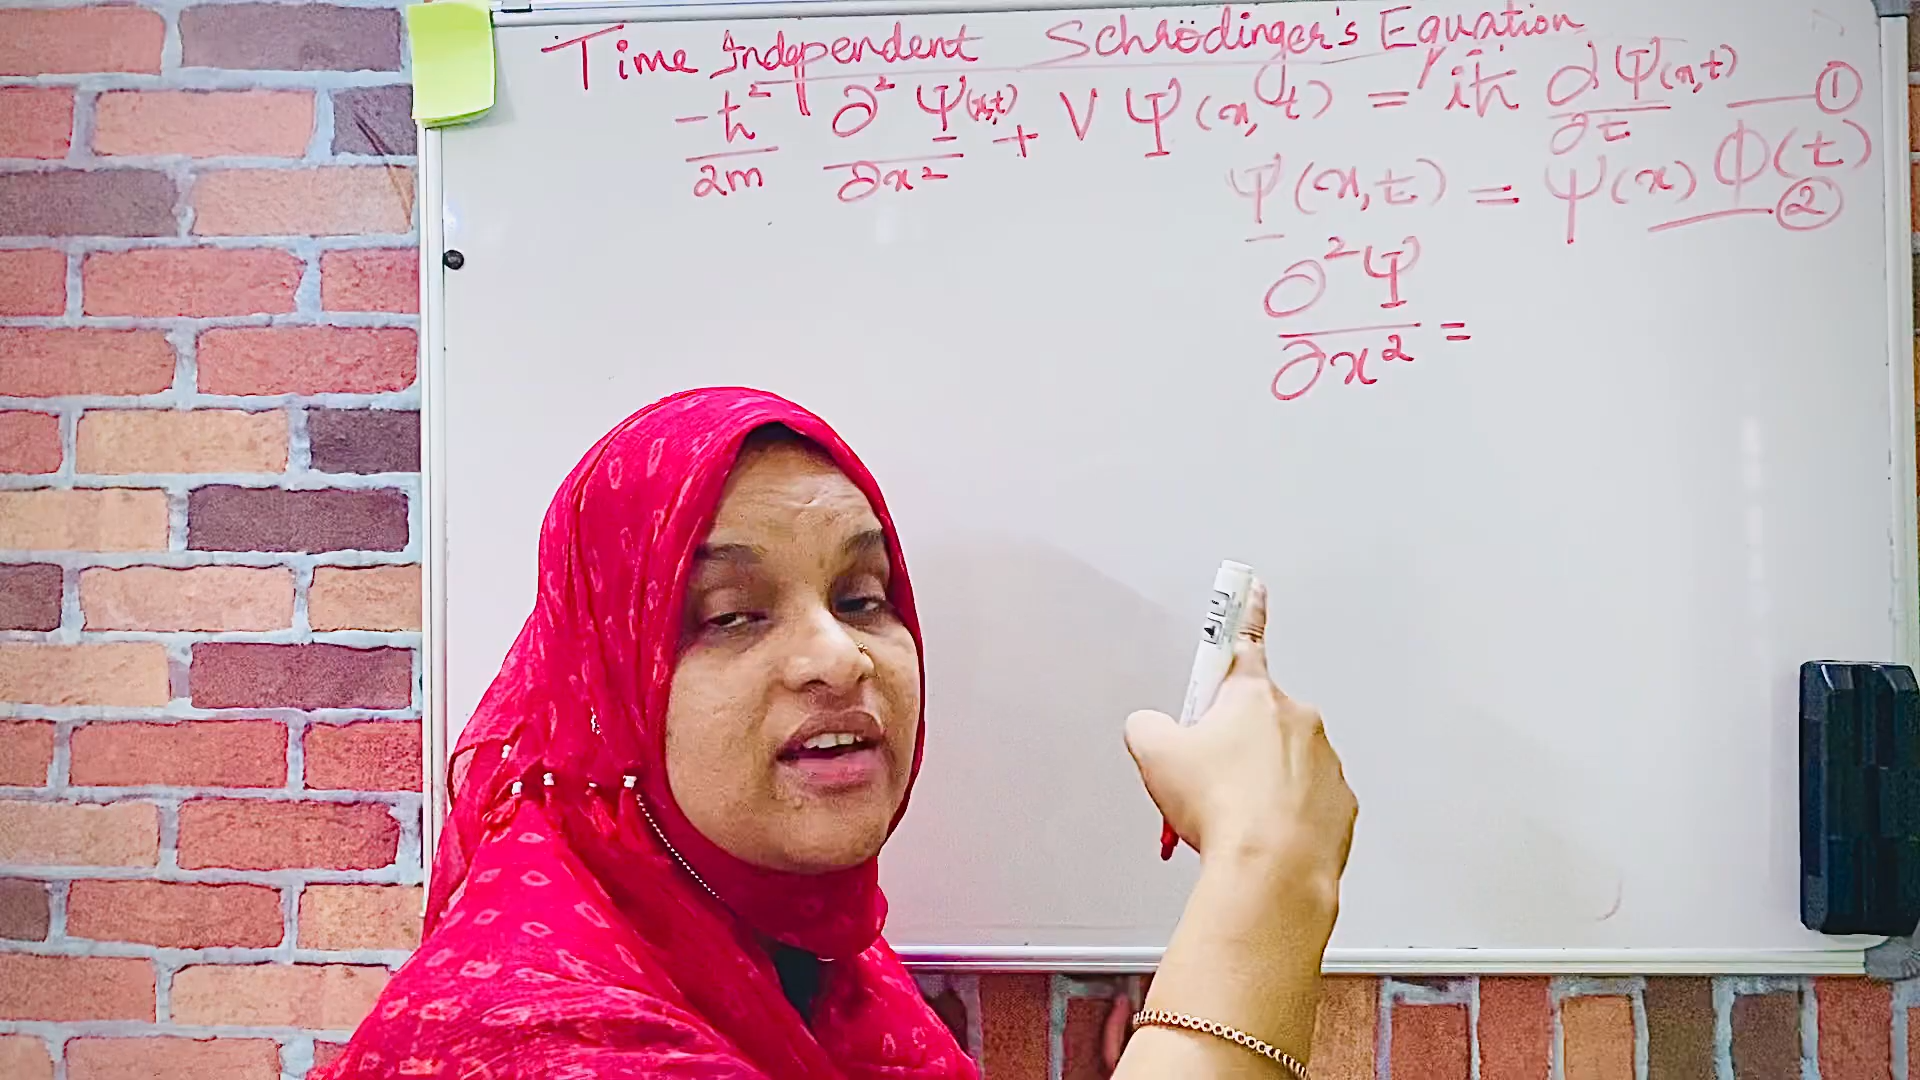 Time Independent Schrödinger's Equation
-ħ²/2m ∂²Ψ(x,t)/∂x² + V Ψ(x,t) = iħ ∂Ψ(x,t)/∂t —①
Ψ(x,t) = ψ(x) Φ(t) —②
∂²Ψ/∂x² =